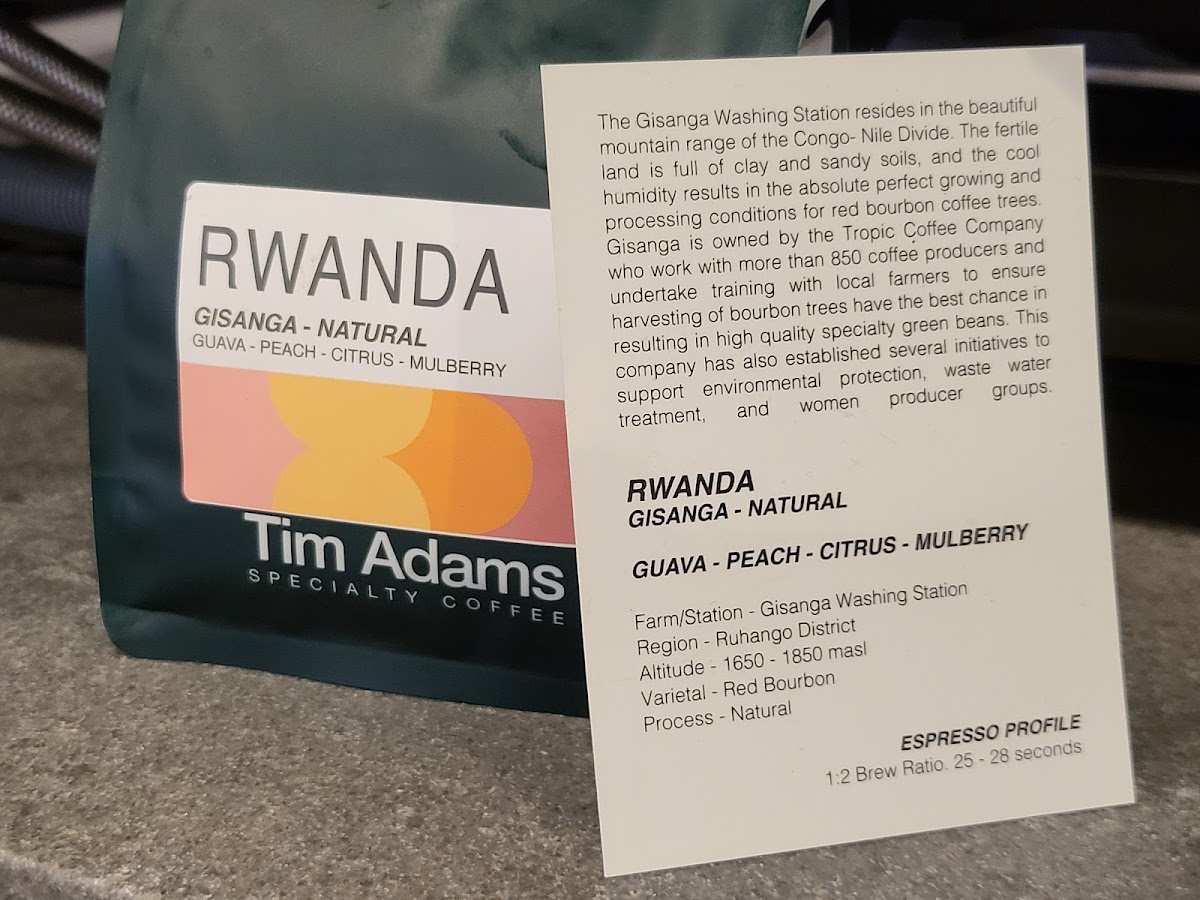 RWANDA
GISANGA - NATURAL
GUAVA - PEACH - CITRUS - MULBERRY
Tim Adams
SPECIALTY COFFEE
The Gisanga Washing Station resides in the beautiful
mountain range of the Congo- Nile Divide. The fertile
land is full of clay and sandy soils, and the cool
humidity results in the absolute perfect growing and
processing conditions for red bourbon coffee trees.
Gisanga is owned by the Tropic Coffee Company
who work with more than 850 coffee producers and
undertake training with local farmers to ensure
harvesting of bourbon trees have the best chance in
resulting in high quality specialty green beans. This
company has also established several initiatives to
support environmental protection, waste water
treatment, and women producer groups.
RWANDA
GISANGA - NATURAL
GUAVA - PEACH - CITRUS - MULBERRY
Farm/Station - Gisanga Washing Station
Region - Ruhango District
Altitude - 1650 - 1850 masl
Varietal - Red Bourbon
Process - Natural
ESPRESSO PROFILE
1:2 Brew Ratio. 25 - 28 seconds